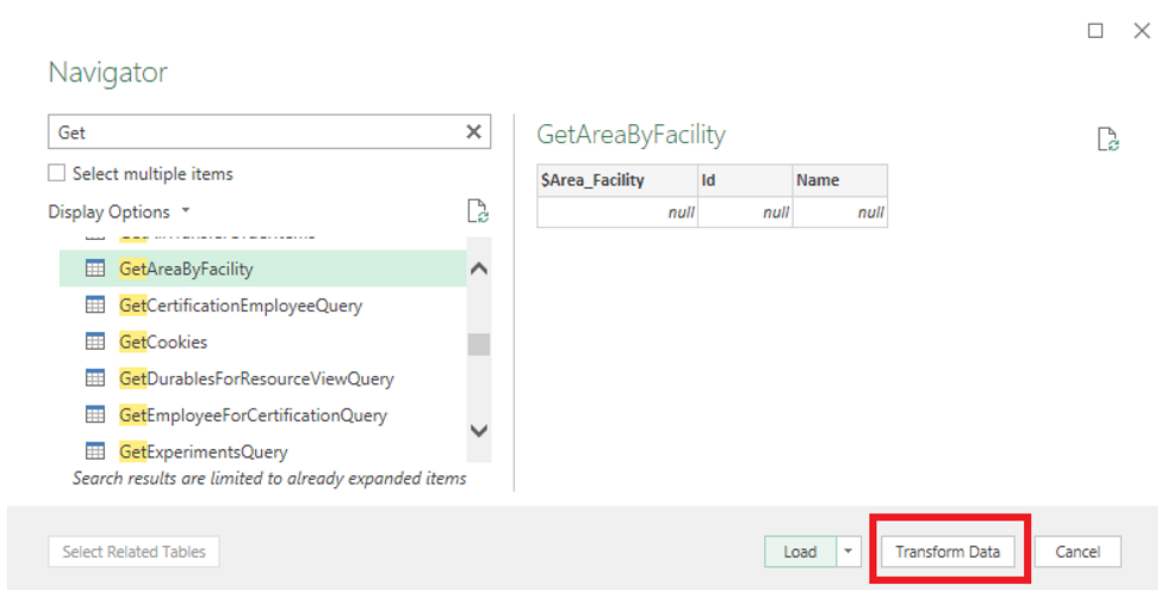 Navigator
Get
Select multiple items
Display Options
GetAreaByFacility
GetCertificationEmployeeQuery
GetCookies
GetDurablesForResourceViewQuery
GetEmployeeForCertificationQuery
GetExperimentsQuery
Search results are limited to already expanded items
GetAreaByFacility
$Area_Facility Id Name
null null null
Select Related Tables
Load
Transform Data
Cancel